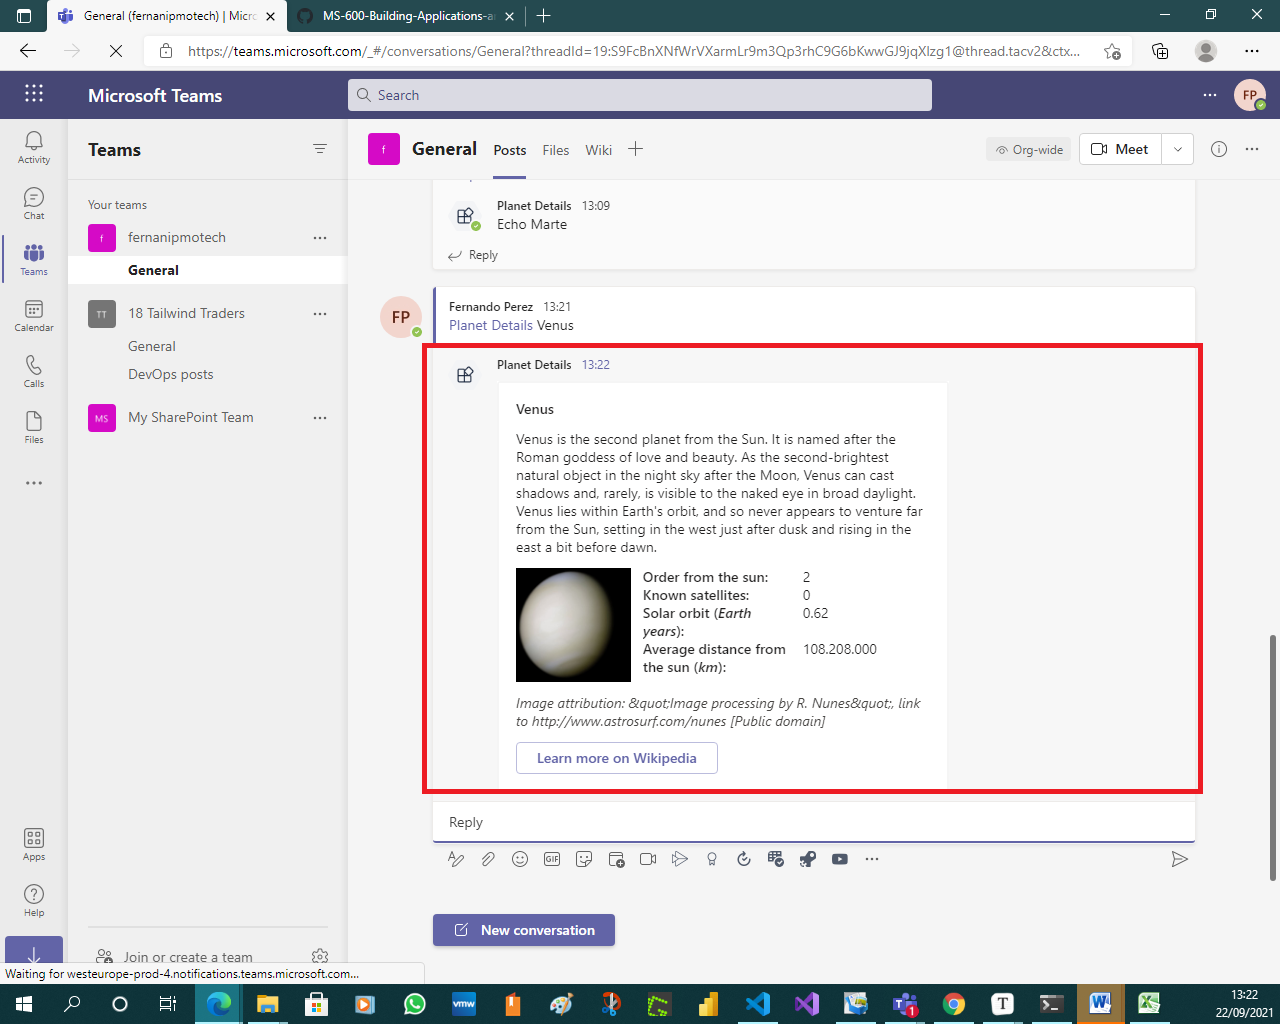 General (fernanipmotech) | Micro
MS-600-Building-Applications-a
https://teams.microsoft.com/_#/conversations/General?threadId=19:S9FcBnXNfWrVXarmLr9m3Qp3rhC9G6bKwwGJ9jqXlzg1@thread.tacv2&ctx...
Microsoft Teams
Search
FP
Activity
Chat
Teams
Calendar
Calls
Files
Apps
Help
Teams
Your teams
f
fernanipmotech
General
TT
18 Tailwind Traders
General
DevOps posts
MS
My SharePoint Team
Join or create a team
f
General
Posts
Files
Wiki
Org-wide
Meet
Planet Details 13:09
Echo Marte
Reply
FP
Fernando Perez 13:21
Planet Details Venus
Planet Details 13:22
Venus
Venus is the second planet from the Sun. It is named after the
Roman goddess of love and beauty. As the second-brightest
natural object in the night sky after the Moon, Venus can cast
shadows and, rarely, is visible to the naked eye in broad daylight.
Venus lies within Earth's orbit, and so never appears to venture far
from the Sun, setting in the west just after dusk and rising in the
east a bit before dawn.
Order from the sun: 2
Known satellites: 0
Solar orbit (Earth 0.62
years):
Average distance from 108.208.000
the sun (km):
Image attribution: &quot;Image processing by R. Nunes&quot;, link
to http://www.astrosurf.com/nunes [Public domain]
Learn more on Wikipedia
Reply
GIF
New conversation
Waiting for westeurope-prod-4.notifications.teams.microsoft.com...
vmw
T
1
13:22
22/09/2021